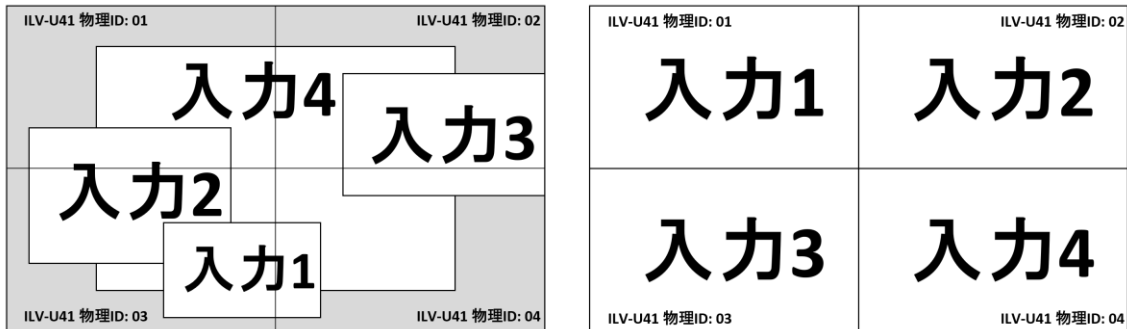 ILV-U41 物理ID: 01
ILV-U41 物理ID: 02
入力4
入力3
入力2
入力1
ILV-U41 物理ID: 03
ILV-U41 物理ID: 04
ILV-U41 物理ID: 01
ILV-U41 物理ID: 02
入力1
入力2
入力3
入力4
ILV-U41 物理ID: 03
ILV-U41 物理ID: 04